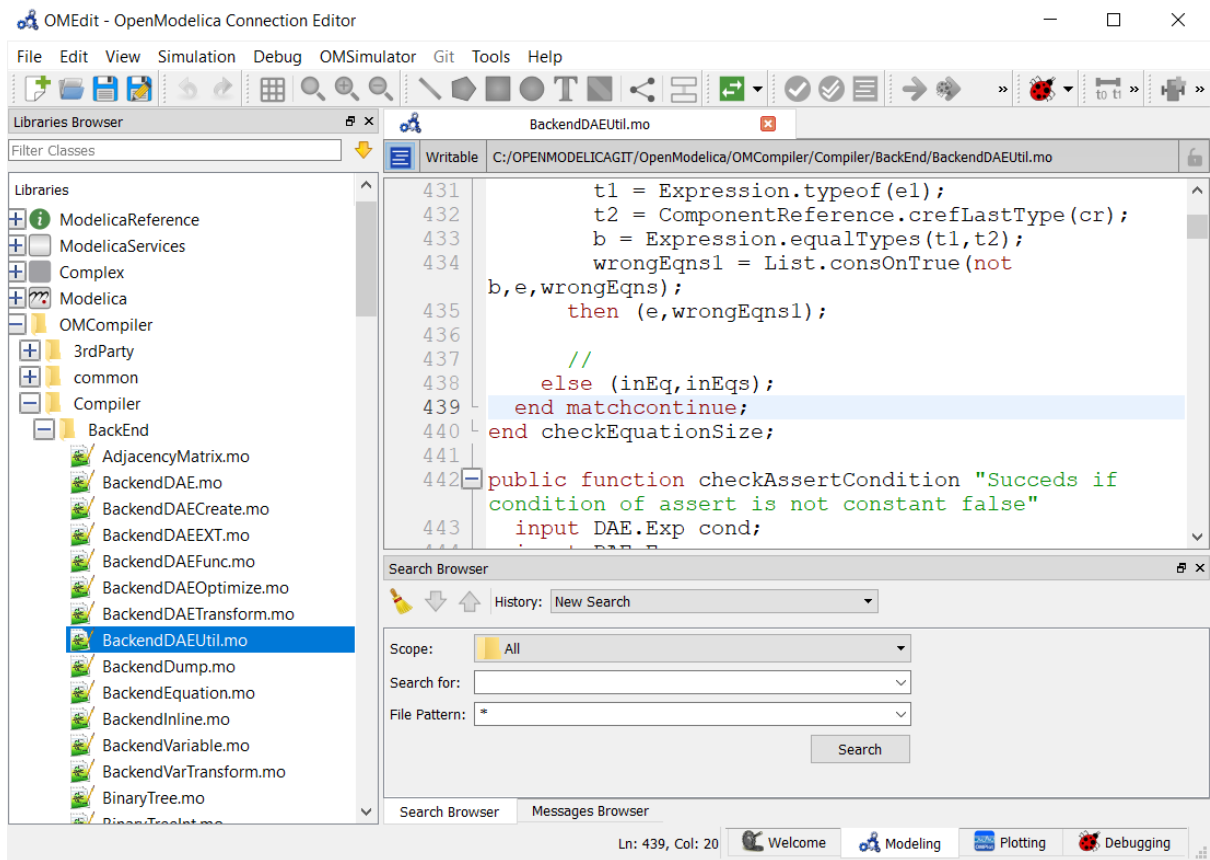 OMEdit - OpenModelica Connection Editor
File Edit View Simulation Debug OMSimulator Git Tools Help
T
to t1
»
»
»
Libraries Browser
Filter Classes
Libraries
ModelicaReference
ModelicaServices
Complex
Modelica
OMCompiler
3rdParty
common
Compiler
BackEnd
AdjacencyMatrix.mo
BackendDAE.mo
BackendDAECreate.mo
BackendDAEEXT.mo
BackendDAEFunc.mo
BackendDAEOptimize.mo
BackendDAETransform.mo
BackendDAEUtil.mo
BackendDump.mo
BackendEquation.mo
BackendInline.mo
BackendVariable.mo
BackendVarTransform.mo
BinaryTree.mo
BinaryTreeInt.mo
BackendDAEUtil.mo
Writable C:/OPENMODELICAGIT/OpenModelica/OMCompiler/Compiler/BackEnd/BackendDAEUtil.mo
431 t1 = Expression.typeof(e1);
432 t2 = ComponentReference.crefLastType(cr);
433 b = Expression.equalTypes(t1,t2);
434 wrongEqns1 = List.consOnTrue(not
b,e,wrongEqns);
435 then (e,wrongEqns1);
436
437 //
438 else (inEq,inEqs);
439 end matchcontinue;
440 end checkEquationSize;
441
442 public function checkAssertCondition "Succeds if
condition of assert is not constant false"
443 input DAE.Exp cond;
Search Browser
History: New Search
Scope: All
Search for:
File Pattern: *
Search
Search Browser Messages Browser
Ln: 439, Col: 20 Welcome Modeling Plotting Debugging